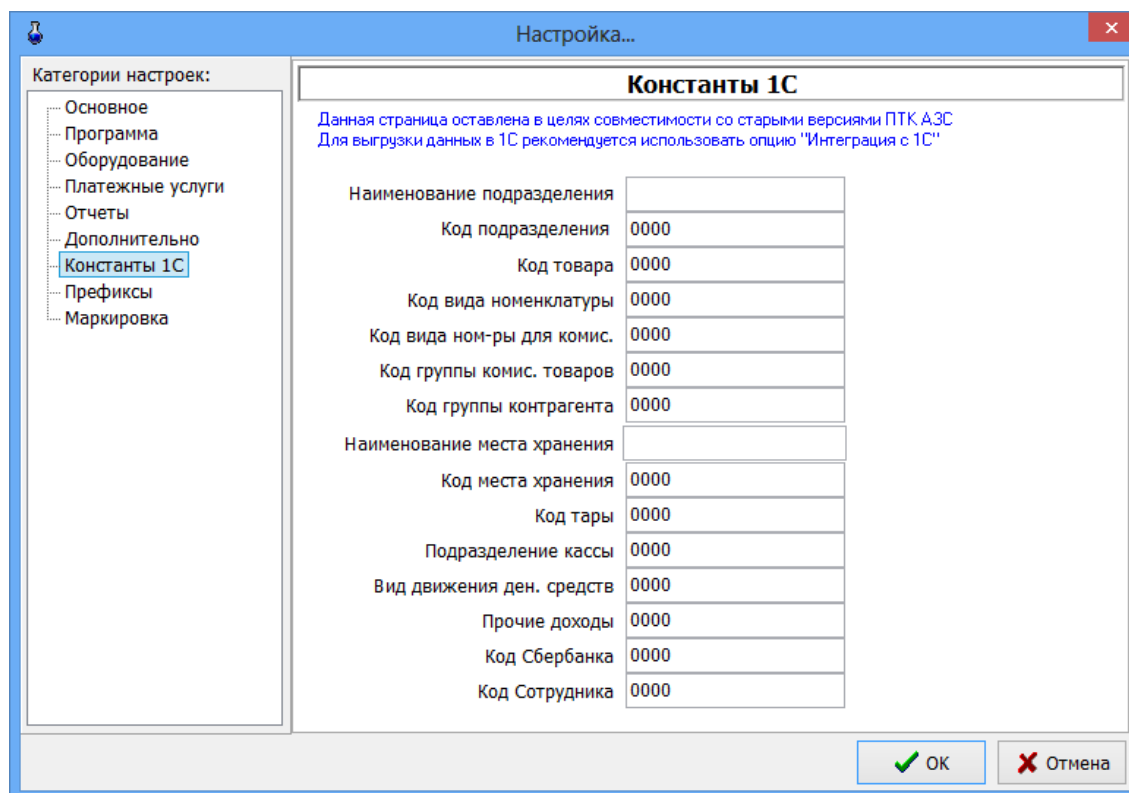 Настройка...
Категории настроек:
Основное
Программа
Оборудование
Платежные услуги
Отчеты
Дополнительно
Константы 1С
Префиксы
Маркировка
Константы 1С
Данная страница оставлена в целях совместимости со старыми версиями ПТК АЗС
Для выгрузки данных в 1С рекомендуется использовать опцию "Интеграция с 1С"
Наименование подразделения
Код подразделения 0000
Код товара 0000
Код вида номенклатуры 0000
Код вида ном-ры для комис. 0000
Код группы комис. товаров 0000
Код группы контрагента 0000
Наименование места хранения
Код места хранения 0000
Код тары 0000
Подразделение кассы 0000
Вид движения ден. средств 0000
Прочие доходы 0000
Код Сбербанка 0000
Код Сотрудника 0000
ОК Отмена